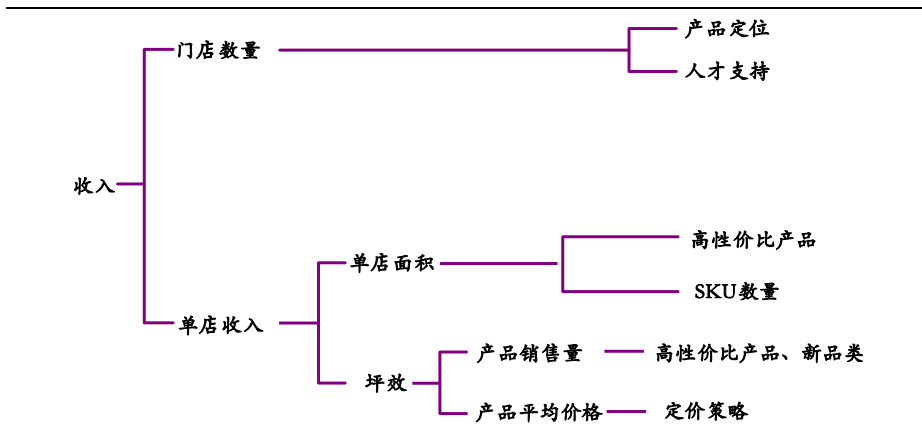 产品定位
门店数量
人才支持
收入
高性价比产品
单店面积
SKU数量
单店收入
产品销售量 高性价比产品、新品类
坪效
产品平均价格 定价策略